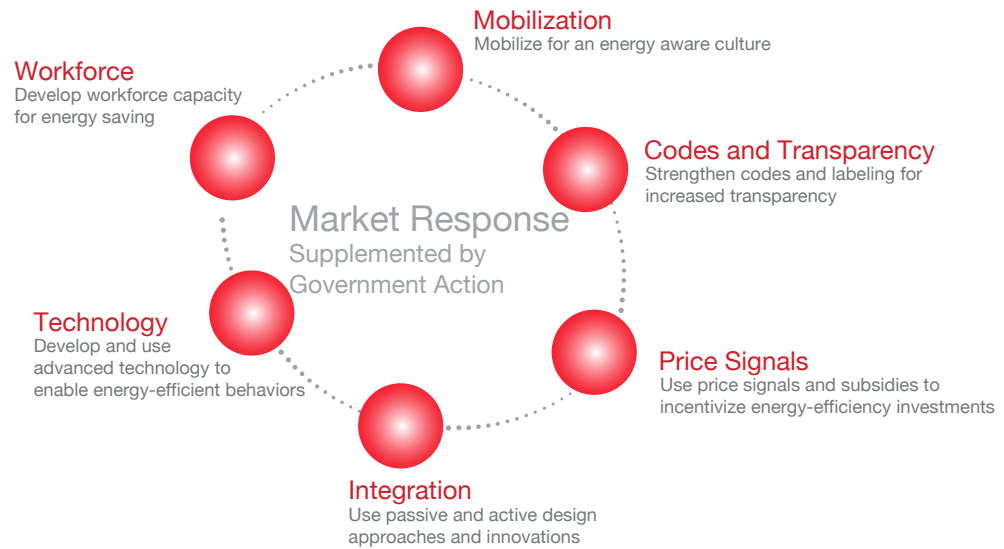 Mobilization
Mobilize for an energy aware culture
Workforce
Develop workforce capacity
for energy saving
Codes and Transparency
Strengthen codes and labeling for
increased transparency
Market Response
Supplemented by
Government Action
Technology
Develop and use
advanced technology to
enable energy-efficient behaviors
Price Signals
Use price signals and subsidies to
incentivize energy-efficiency investments
Integration
Use passive and active design
approaches and innovations